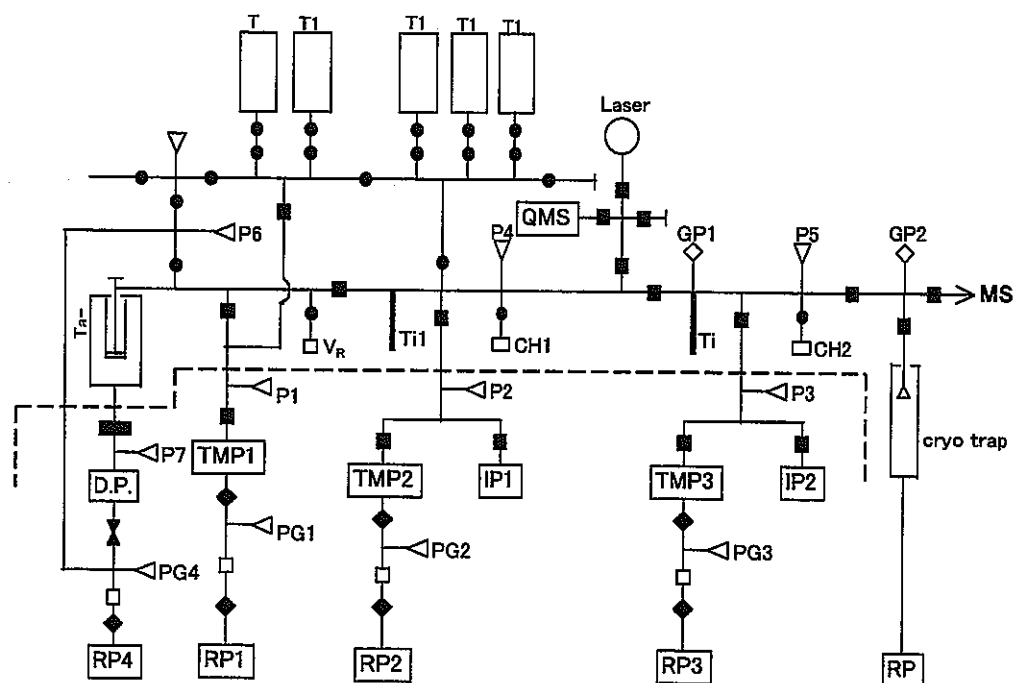 T T1 T1 T1 T1
Laser
QMS
P6 P4 GP1 P5 GP2
MS
Ta-
Ti1 Ti
VR CH1 CH2
P1 P2 P3
cryo trap
P7 TMP1
D.P. TMP2 IP1 TMP3 IP2
PG1
PG2 PG3
PG4
RP4 RP1 RP2 RP3 RP